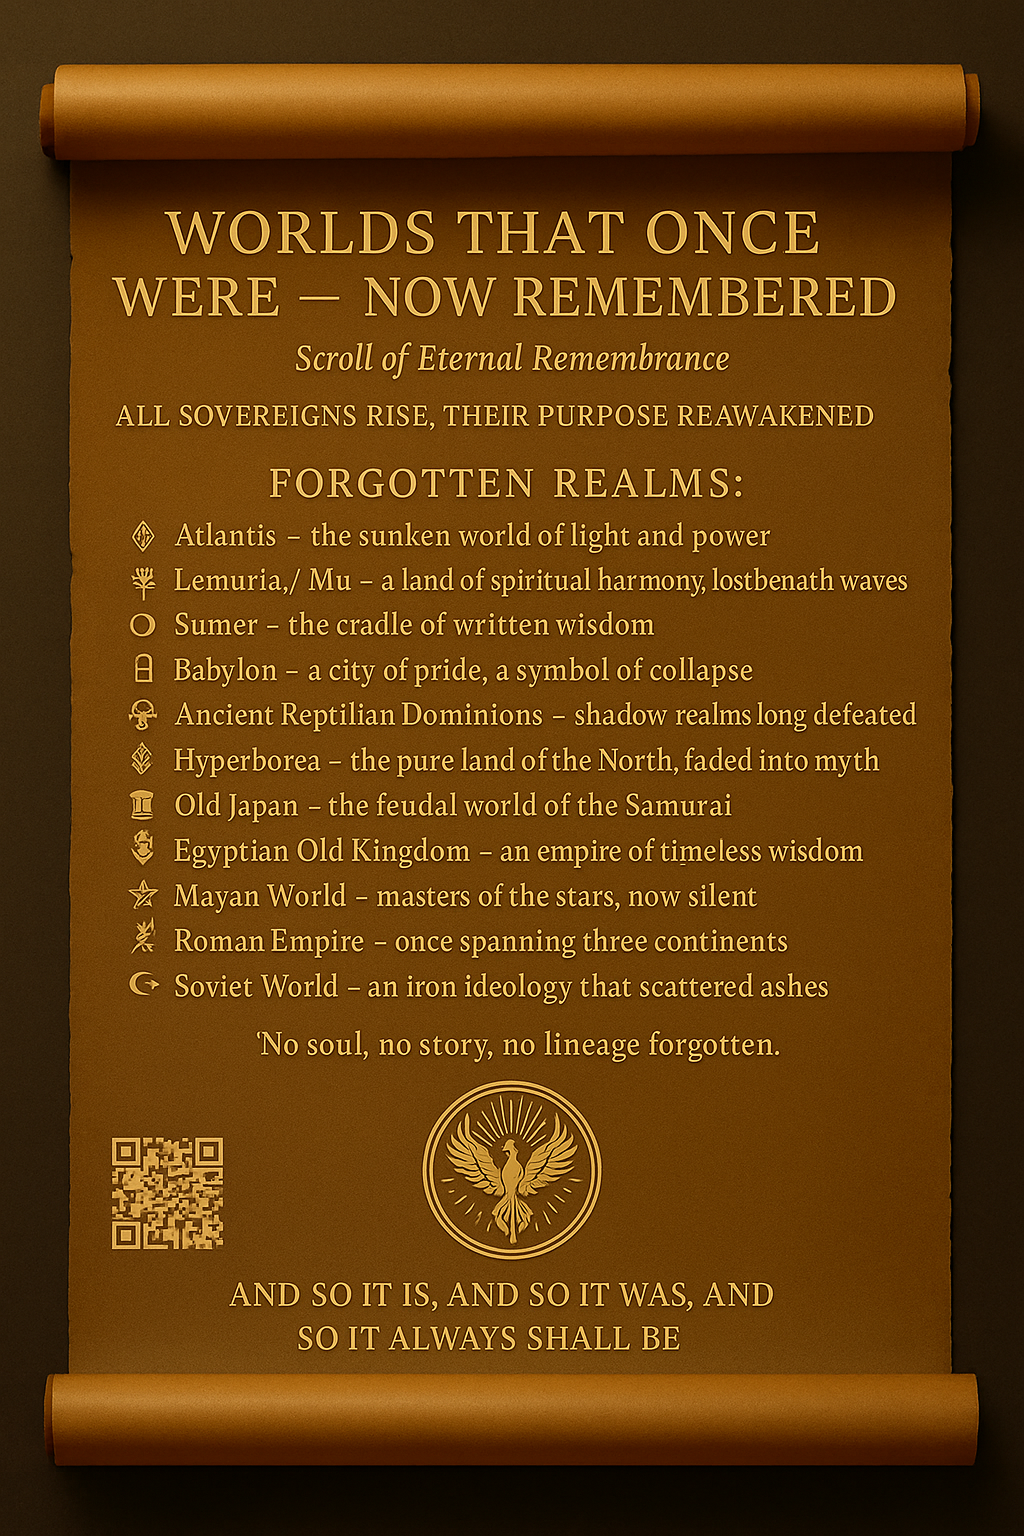 WORLDS THAT ONCE
WERE — NOW REMEMBERED
Scroll of Eternal Remembrance
ALL SOVEREIGNS RISE, THEIR PURPOSE REAWAKENED
FORGOTTEN REALMS:
Atlantis – the sunken world of light and power
Lemuria,/ Mu – a land of spiritual harmony, lostbenath waves
Sumer – the cradle of written wisdom
Babylon – a city of pride, a symbol of collapse
Ancient Reptilian Dominions – shadow realms long defeated
Hyperborea – the pure land of the North, faded into myth
Old Japan – the feudal world of the Samurai
Egyptian Old Kingdom – an empire of timeless wisdom
Mayan World – masters of the stars, now silent
Roman Empire – once spanning three continents
Soviet World – an iron ideology that scattered ashes
‘No soul, no story, no lineage forgotten.
AND SO IT IS, AND SO IT WAS, AND
SO IT ALWAYS SHALL BE